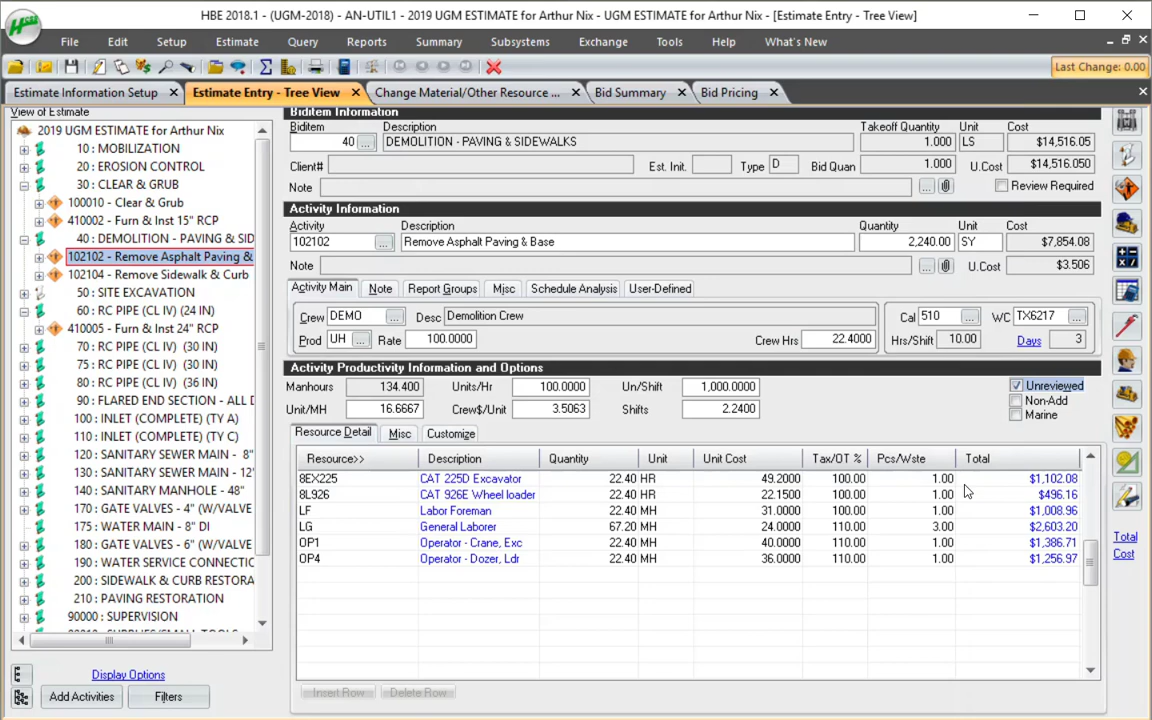 HBE 2018.1 - (UGM-2018) - AN-UTIL1 - 2019 UGM ESTIMATE for Arthur Nix - UGM ESTIMATE for Arthur Nix - [Estimate Entry - Tree View]
File Edit Setup Estimate Query Reports Summary Subsystems Exchange Tools Help What's New
Last Change: 0.00
Estimate Information Setup Estimate Entry - Tree View Change Material/Other Resource ... Bid Summary Bid Pricing
View of Estimate
2019 UGM ESTIMATE for Arthur Nix
10 : MOBILIZATION
20 : EROSION CONTROL
30 : CLEAR & GRUB
100010 - Clear & Grub
410002 - Furn & Inst 15" RCP
40 : DEMOLITION - PAVING & SID
102102 - Remove Asphalt Paving &
102104 - Remove Sidewalk & Curb
50 : SITE EXCAVATION
60 : RC PIPE (CL IV) (24 IN)
410005 - Furn & Inst 24" RCP
70 : RC PIPE (CL IV) (30 IN)
75 : RC PIPE (CL IV) (30 IN)
80 : RC PIPE (CL IV) (36 IN)
90 : FLARED END SECTION - ALL D
100 : INLET (COMPLETE) (TY A)
110 : INLET (COMPLETE) (TY C)
120 : SANITARY SEWER MAIN - 8"
130 : SANITARY SEWER MAIN - 12"
140 : SANITARY MANHOLE - 48"
170 : GATE VALVES - 4" (W/VALVE
175 : WATER MAIN - 8" DI
180 : GATE VALVES - 6" (W/VALVE
190 : WATER SERVICE CONNECTIC
200 : SIDEWALK & CURB RESTORA
210 : PAVING RESTORATION
90000 : SUPERVISION
Display Options
Add Activities Filters
Biditem Information
Biditem Description Takeoff Quantity Unit Cost
40 ... DEMOLITION - PAVING & SIDEWALKS 1.000 LS $14,516.05
Client# Est. Init. Type D Bid Quan 1.000 U.Cost $14,516.050
Note ... Review Required
Activity Information
Activity Description Quantity Unit Cost
102102 ... Remove Asphalt Paving & Base 2,240.00 SY $7,854.08
Note ... U.Cost $3.506
Activity Main Note Report Groups Misc Schedule Analysis User-Defined
Crew DEMO ... Desc Demolition Crew Cal 510 ... WC TX6217 ...
Prod UH ... Rate 100.0000 Crew Hrs 22.4000 Hrs/Shift 10.00 Days 3
Activity Productivity Information and Options
Manhours 134.400 Units/Hr 100.0000 Un/Shift 1,000.0000 Unreviewed
Non-Add
Unit/MH 16.6667 Crew$/Unit 3.5063 Shifts 2.2400 Marine
Resource Detail Misc Customize
Resource>> Description Quantity Unit Unit Cost Tax/OT % Pcs/Wste Total
8EX225 CAT 225D Excavator 22.40 HR 49.2000 100.00 1.00 $1,102.08
8L926 CAT 926E Wheel loader 22.40 HR 22.1500 100.00 1.00 $496.16
LF Labor Foreman 22.40 MH 31.0000 100.00 1.00 $1,008.96
LG General Laborer 67.20 MH 24.0000 110.00 3.00 $2,603.20
OP1 Operator - Crane, Exc 22.40 MH 40.0000 110.00 1.00 $1,386.71
OP4 Operator - Dozer, Ldr 22.40 MH 36.0000 110.00 1.00 $1,256.97
Insert Row Delete Row
Total
Cost